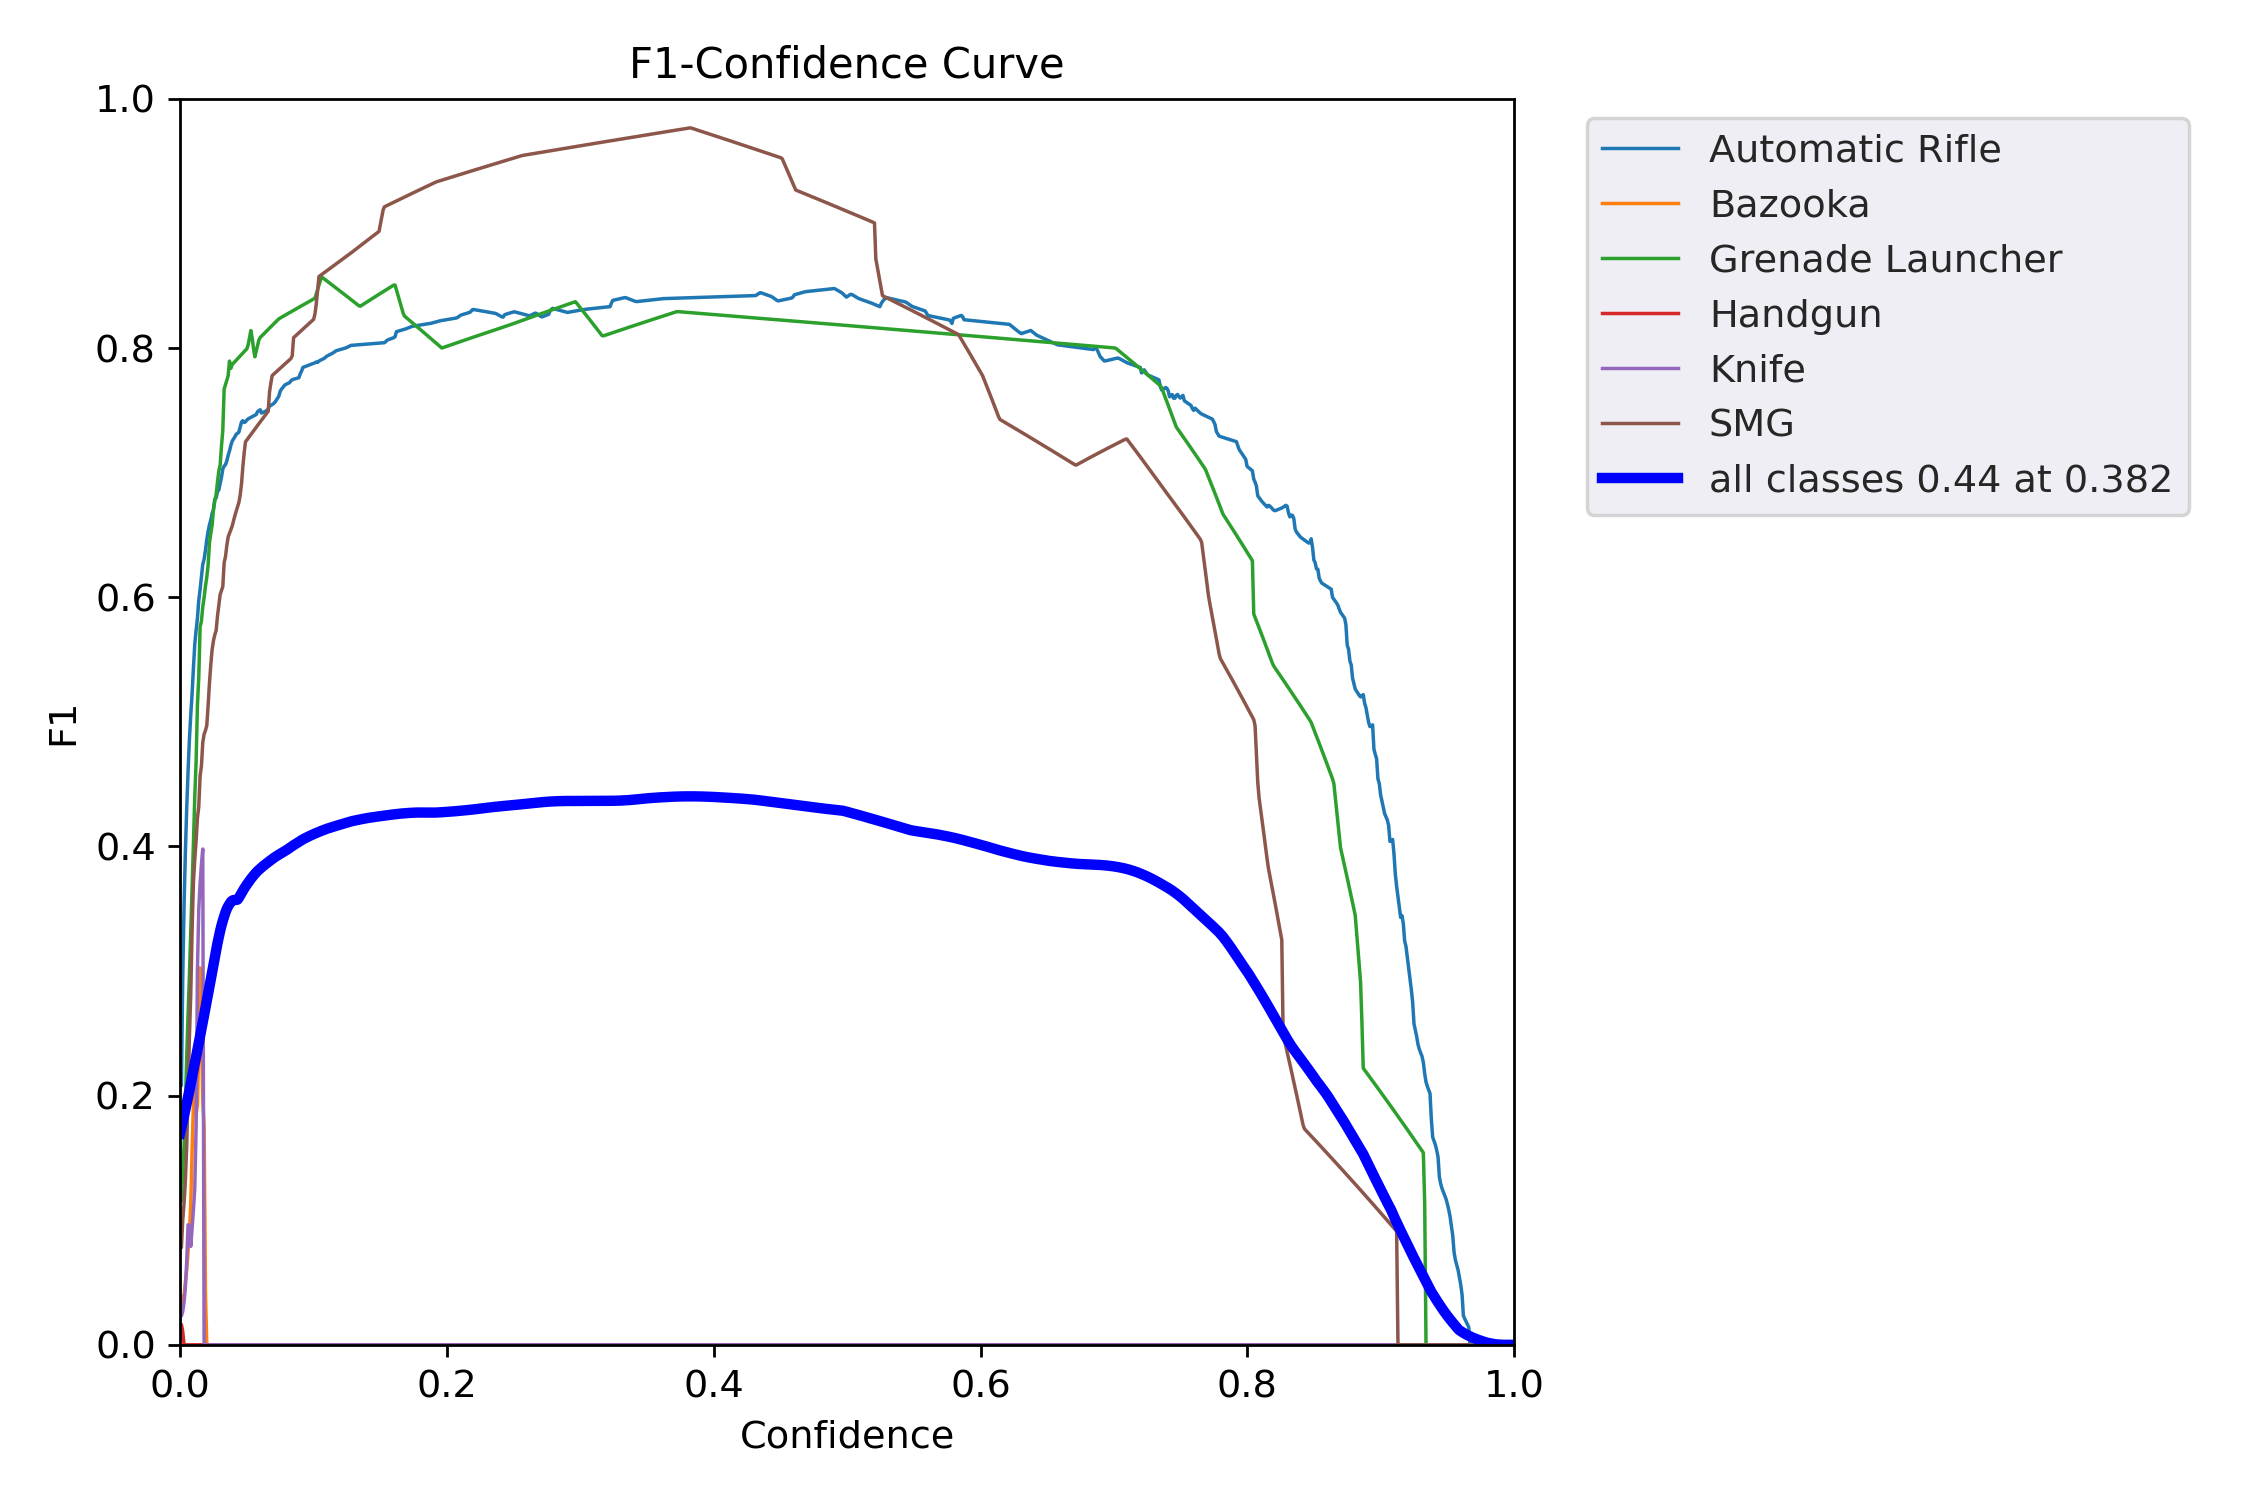 F1-Confidence Curve
1.0
0.8
0.6
0.4
0.2
0.0
F1
0.0 0.2 0.4 0.6 0.8 1.0
Confidence
Automatic Rifle
Bazooka
Grenade Launcher
Handgun
Knife
SMG
all classes 0.44 at 0.382